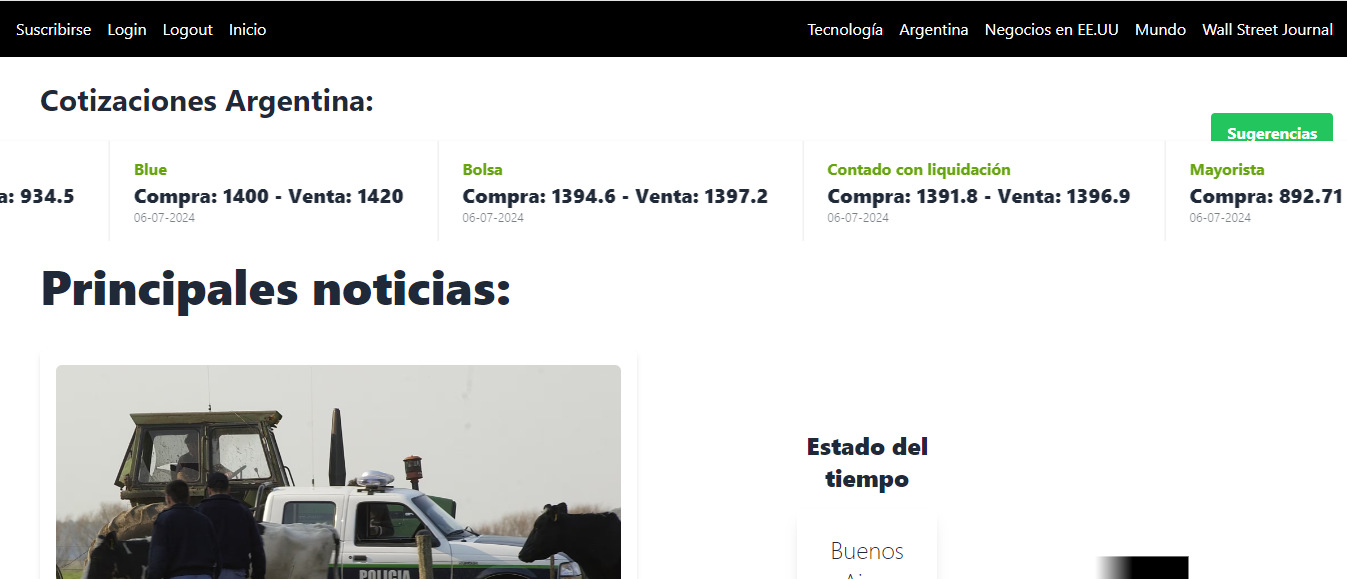 Suscribirse Login Logout Inicio Tecnología Argentina Negocios en EE.UU Mundo Wall Street Journal
Cotizaciones Argentina:
Sugerencias
Blue
Bolsa
Contado con liquidación
Mayorista
a: 934.5
Compra: 1400 - Venta: 1420
Compra: 1394.6 - Venta: 1397.2
Compra: 1391.8 - Venta: 1396.9
Compra: 892.71
06-07-2024
06-07-2024
06-07-2024
06-07-2024
Principales noticias:
POLICIA
Estado del
tiempo
Buenos